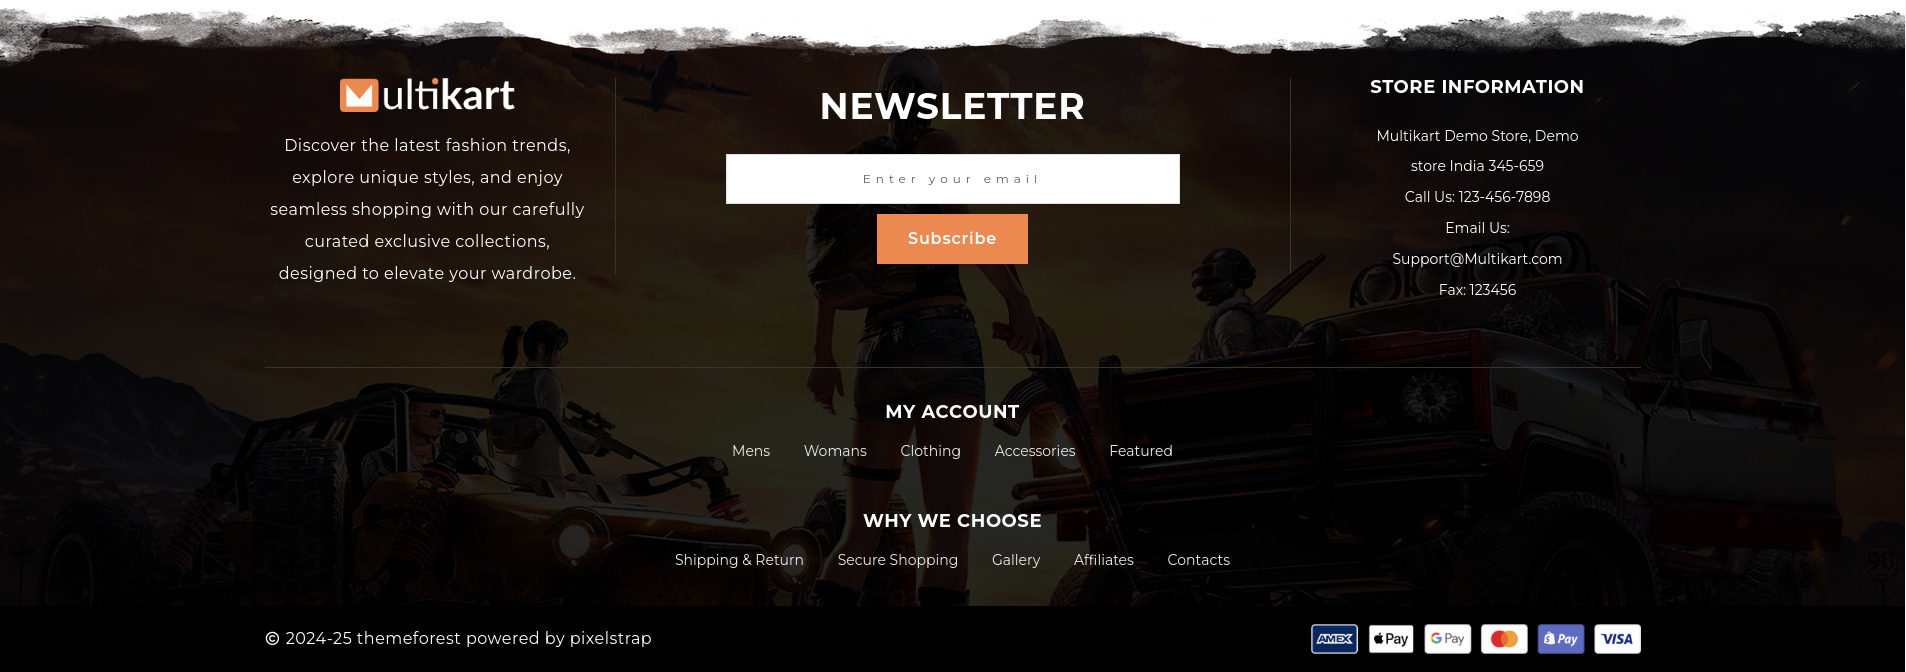 Multikart
Discover the latest fashion trends,
explore unique styles, and enjoy
seamless shopping with our carefully
curated exclusive collections,
designed to elevate your wardrobe.
NEWSLETTER
Enter your email
Subscribe
STORE INFORMATION
Multikart Demo Store, Demo
store India 345-659
Call Us: 123-456-7898
Email Us:
Support@Multikart.com
Fax: 123456
MY ACCOUNT
Mens Womans Clothing Accessories Featured
WHY WE CHOOSE
Shipping & Return Secure Shopping Gallery Affiliates Contacts
© 2024-25 themeforest powered by pixelstrap
AMEX Pay G Pay Pay VISA